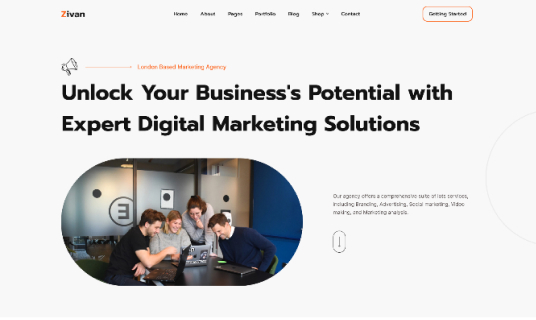 Zivan
Home About Pages Portfolio Blog Shop Contact
Getting Started
London Based Marketing Agency
Unlock Your Business's Potential with
Expert Digital Marketing Solutions
Our agency offers a comprehensive suite of lots services,
including Branding, Advertising, Social marketing, Video
making, and Marketing analysis.